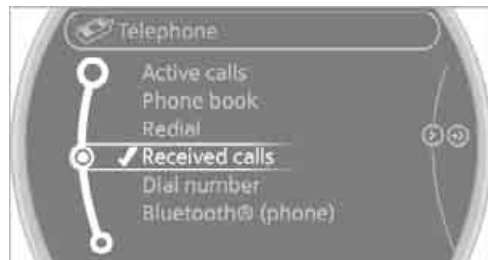 Telephone
Active calls
Phone book
Redial
Received calls
Dial number
Bluetooth® (phone)